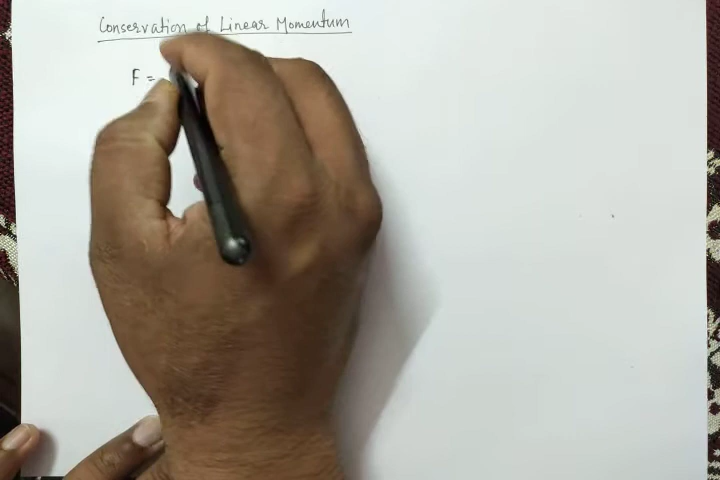 Conservation of Linear Momentum
F =